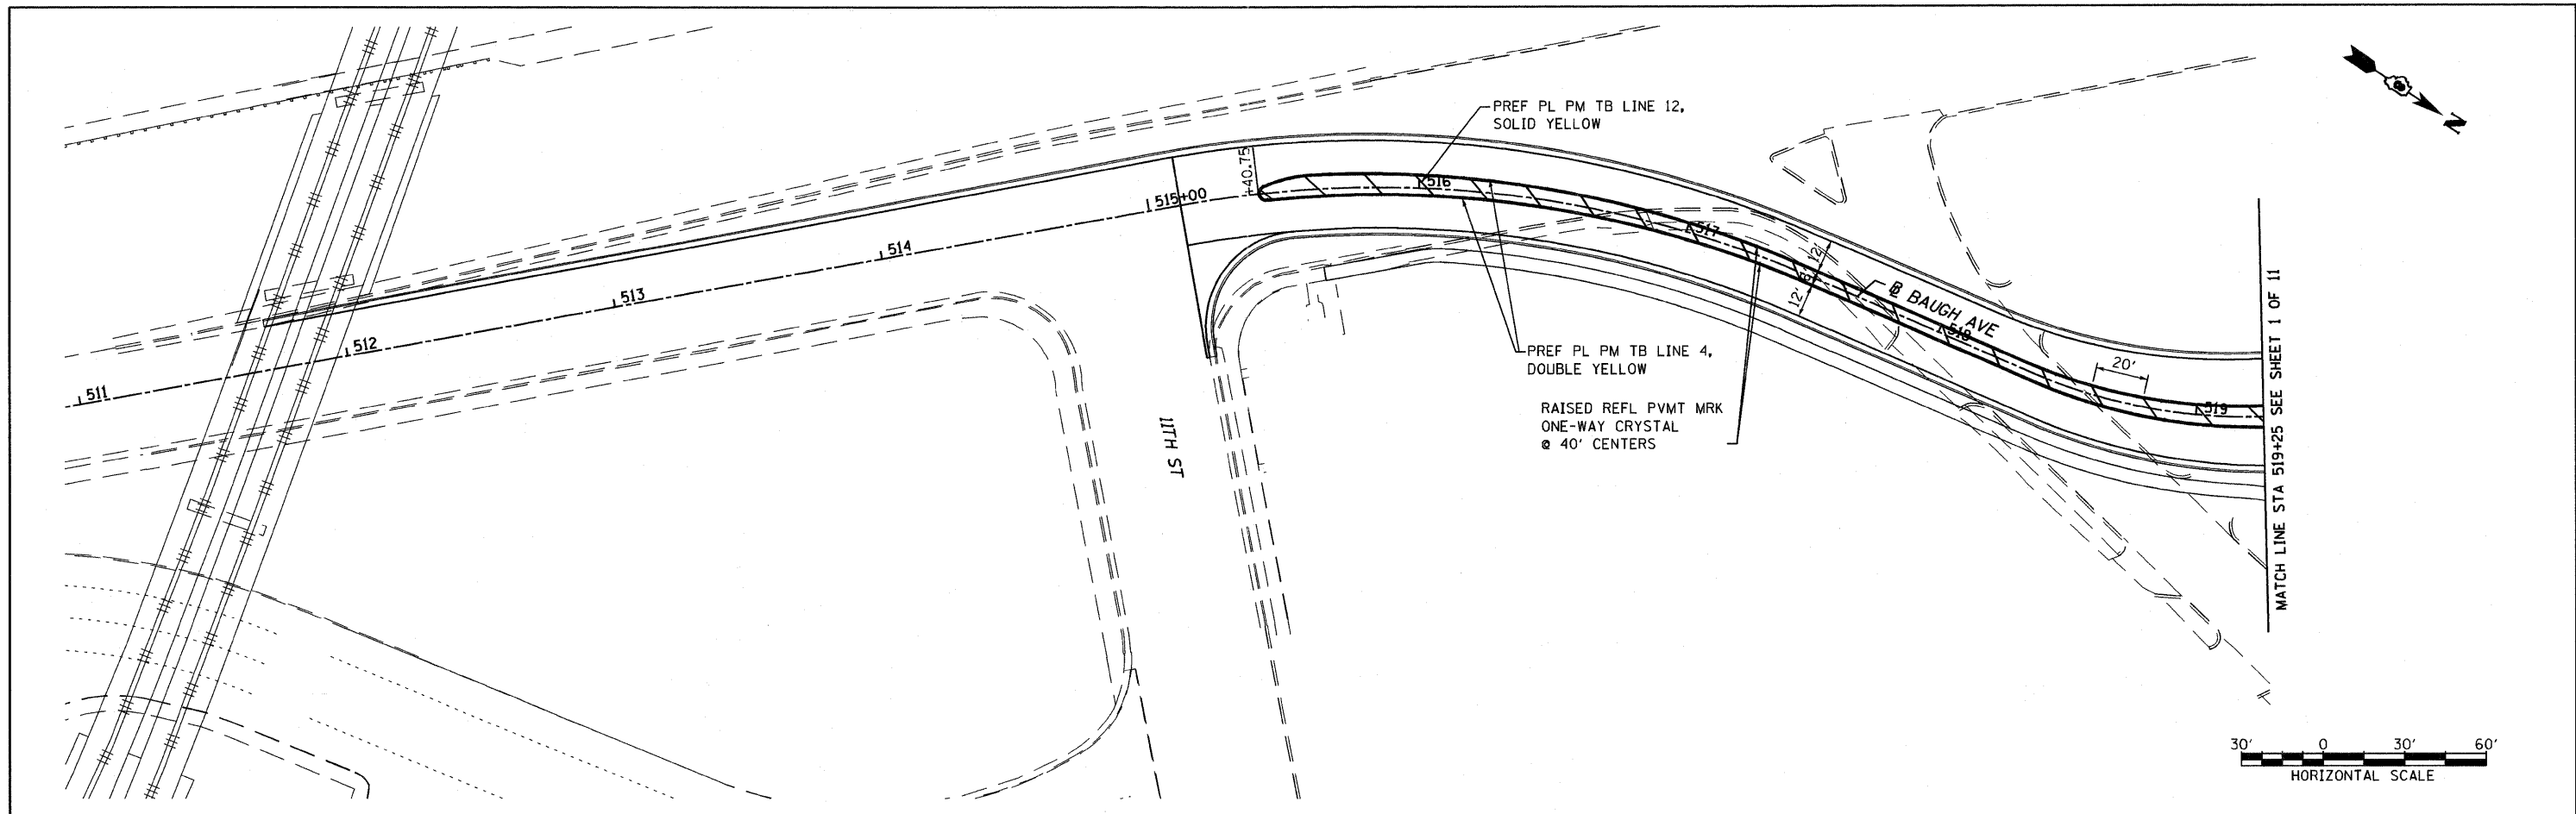 PREF PL PM TB LINE 12,
SOLID YELLOW
N
+40.75
515+00
516
514
517
513
12'
8'
12'
℄ BAUGH AVE
518
512
511
PREF PL PM TB LINE 4,
DOUBLE YELLOW
20'
519
RAISED REFL PVMT MRK
ONE-WAY CRYSTAL
@ 40' CENTERS
11TH ST
MATCH LINE STA 519+25 SEE SHEET 1 OF 11
30' 0 30' 60'
HORIZONTAL SCALE